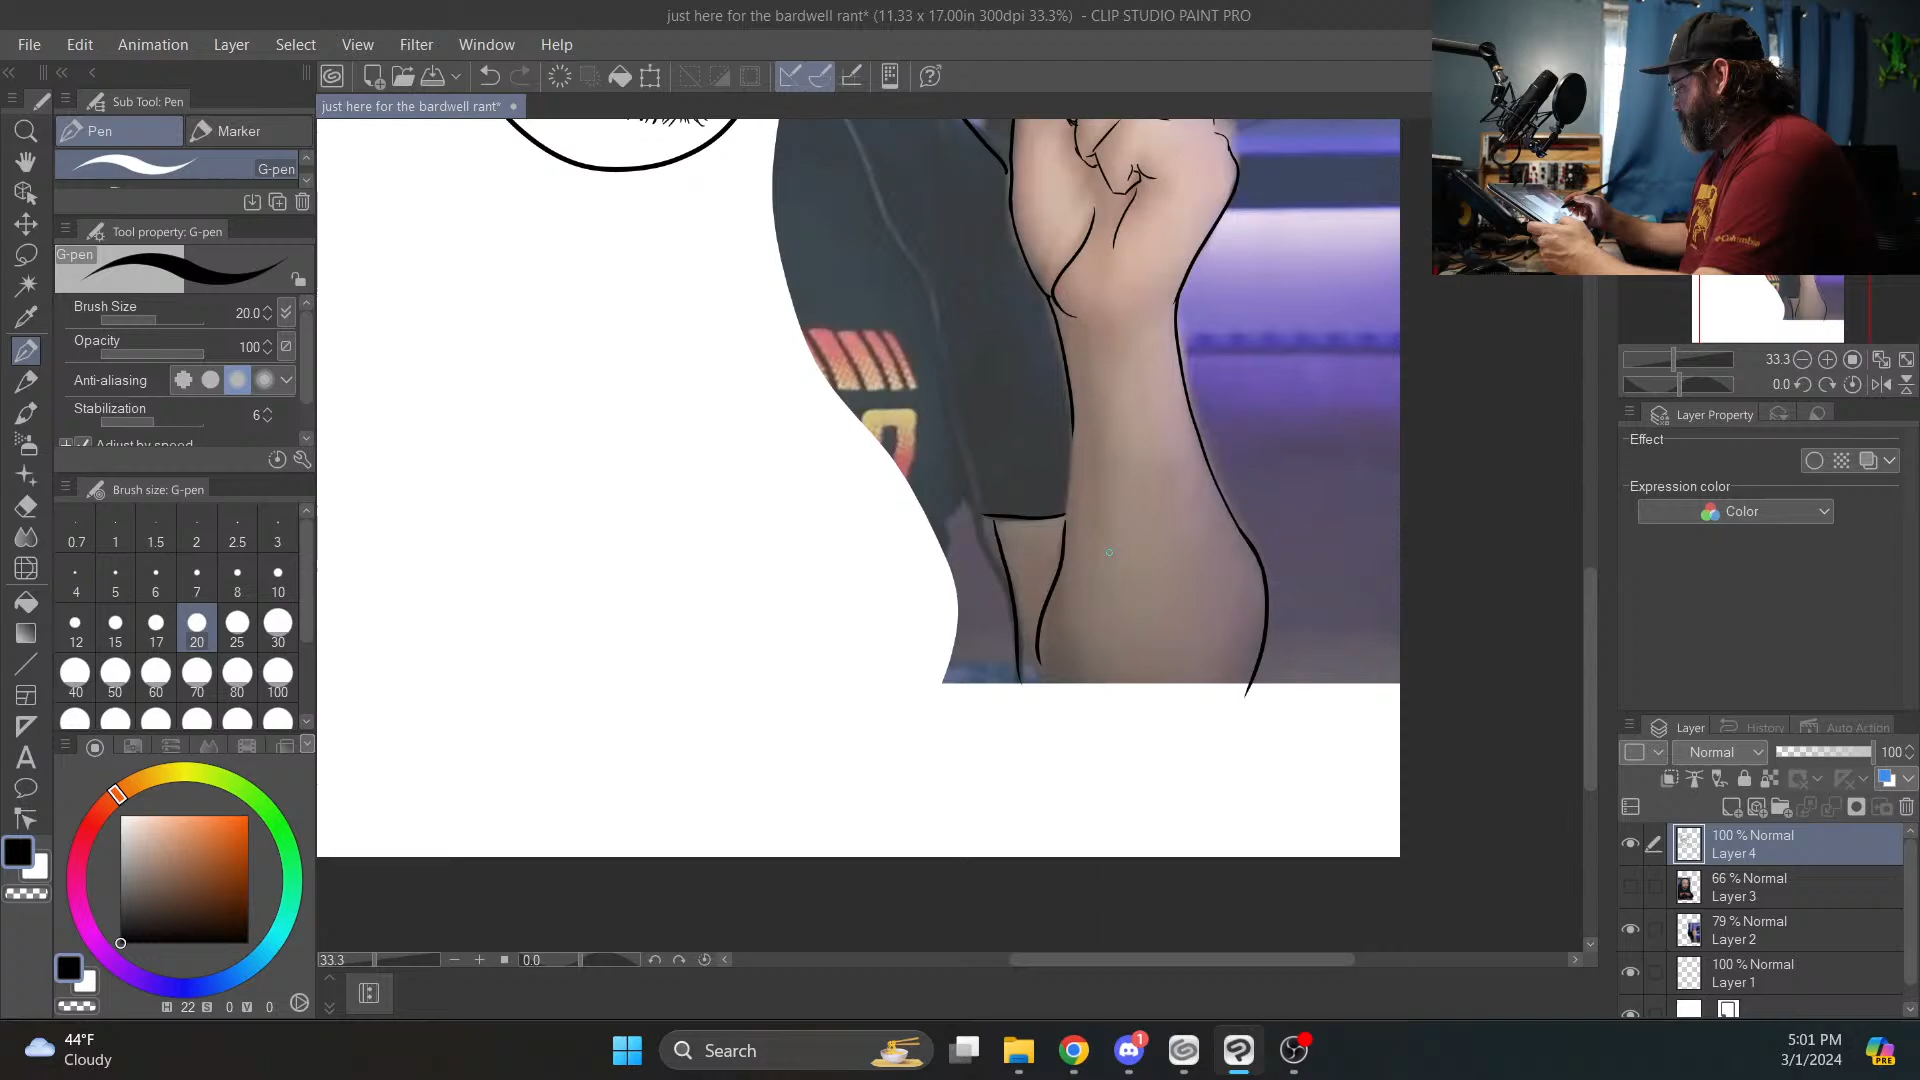 just here for the bardwell rant* (11.33 x 17.00in 300dpi 33.3%) - CLIP STUDIO PAINT PRO
File Edit Animation Layer Select View Filter Window Help
Sub Tool: Pen
just here for the bardwell rant*
Pen Marker
G-pen
Tool property: G-pen
G-pen
Brush Size 20.0
Opacity 100
Anti-aliasing
Stabilization 6
Adjust by speed
Brush size: G-pen
0.7 1 1.5 2 2.5 3
4 5 6 7 8 10
12 15 17 20 25 30
40 50 60 70 80 100
H 22 S 0 V 0
33.3 0.0
Columbia
33.3
0.0
Layer Property
Effect
Expression color
Color
Layer History Auto Action
Normal 100
100 % Normal
Layer 4
66 % Normal
Layer 3
79 % Normal
Layer 2
100 % Normal
Layer 1
44°F
Cloudy
Search
1
5:01 PM
3/1/2024
PRE